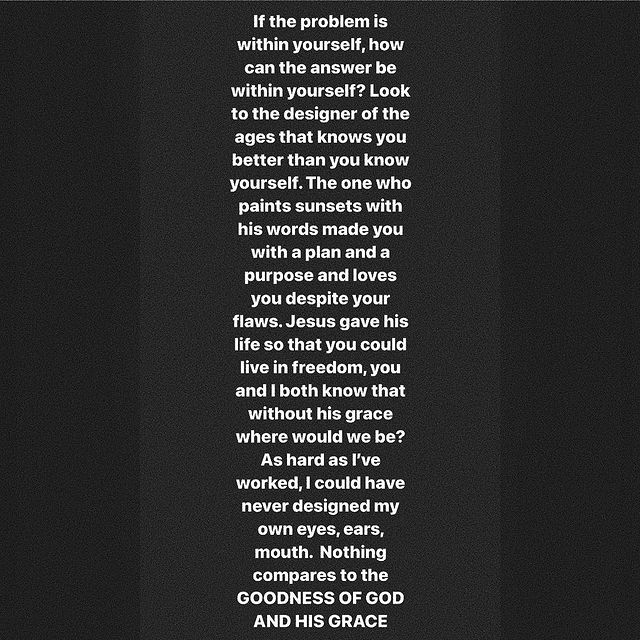 If the problem is
within yourself, how
can the answer be
within yourself? Look
to the designer of the
ages that knows you
better than you know
yourself. The one who
paints sunsets with
his words made you
with a plan and a
purpose and loves
you despite your
flaws. Jesus gave his
life so that you could
live in freedom, you
and I both know that
without his grace
where would we be?
As hard as I’ve
worked, I could have
never designed my
own eyes, ears,
mouth.  Nothing
compares to the
GOODNESS OF GOD
AND HIS GRACE